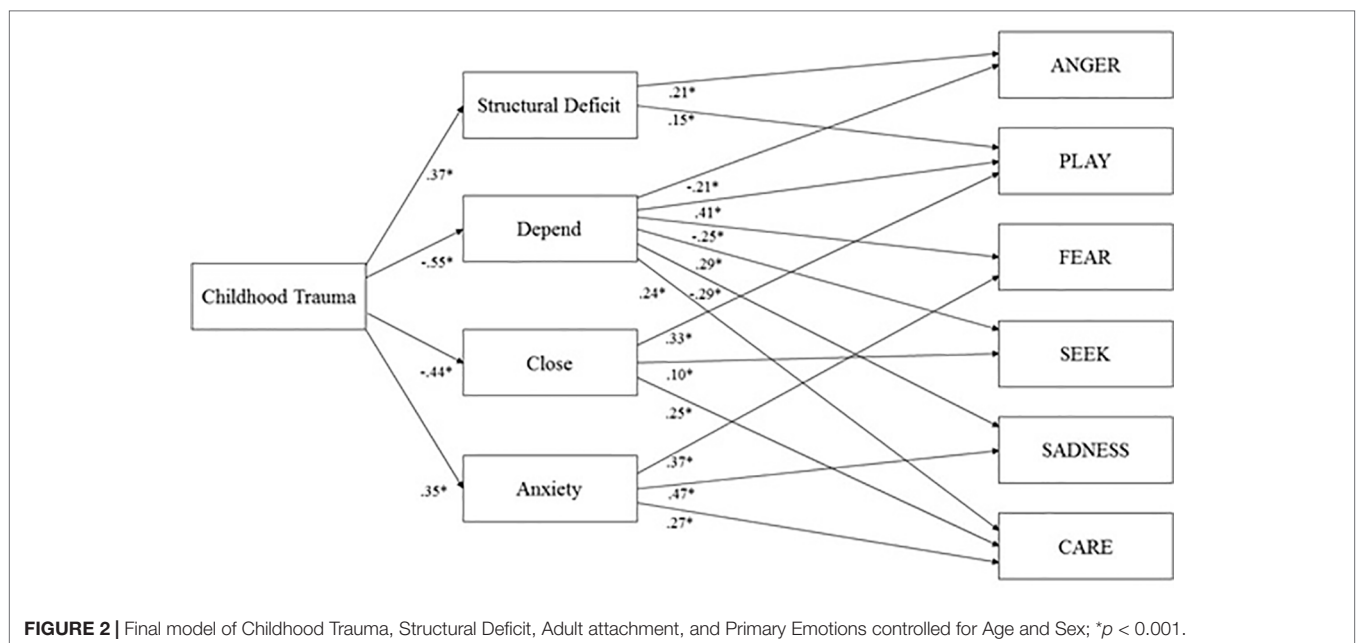 ANGER
Structural Deficit
.21*
.15*
PLAY
.37*
-.21*
Depend
.41*
-.25*
FEAR
-.55*
.29*
Childhood Trauma
.24*
-.29*
.33*
SEEK
Close
-.44*
.10*
.25*
SADNESS
.37*
Anxiety
.35*
.47*
.27*
CARE
FIGURE 2 | Final model of Childhood Trauma, Structural Deficit, Adult attachment, and Primary Emotions controlled for Age and Sex; *p < 0.001.